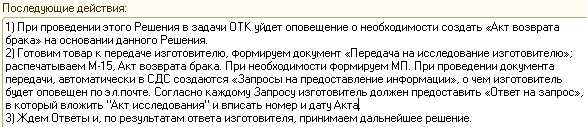 Последующие действия:
1) При проведении этого Решения в задачи ОТК уйдет оповещение о необходимости создать «Акт возврата
брака» на основании данного Решения.
2) Готовим товар к передаче изготовителю, формируем документ «Передача на исследование изготовителю»;
распечатываем М-15, Акт возврата брака. При необходимости формируем МП. При проведении документа
передачи, автоматически в СДС создаются «Запросы на предоставление информации», о чем изготовитель
будет оповещен по эл.почте. Согласно каждому Запросу изготовитель должен предоставить «Ответ на запрос»,
в который вложить "Акт исследования" и вписать номер и дату Акта
3) Ждем Ответы и, по результатам ответа изготовителя, принимаем дальнейшее решение.